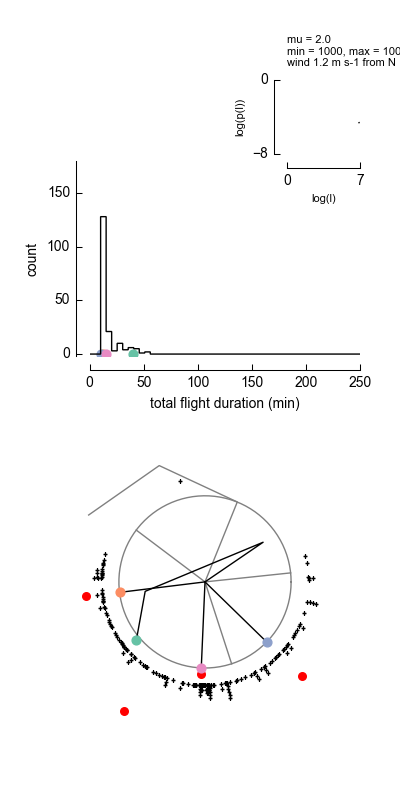 mu = 2.0
min = 1000, max = 100
wind 1.2 m s-1 from N
log(p(l))
0
−8
0
7
log(l)
count
150
100
50
0
0
50
100
150
200
250
total flight duration (min)